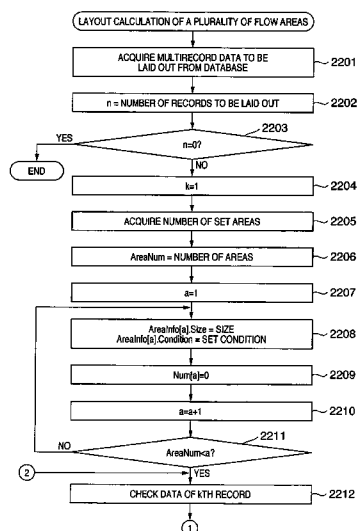 LAYOUT CALCULATION OF A PLURALITY OF FLOW AREAS
ACQUIRE MULTIRECORD DATA TO BE
LAID OUT FROM DATABASE
2201
n = NUMBER OF RECORDS TO BE LAID OUT
2202
2203
YES
n=0?
END
NO
k=1
2204
ACQUIRE NUMBER OF SET AREAS
2205
AreaNum = NUMBER OF AREAS
2206
a=1
2207
AreaInfo[a].Size = SIZE
AreaInfo[a].Condition = SET CONDITION
2208
Num[a]=0
2209
a=a+1
2210
2211
NO
AreaNum<a?
2
YES
CHECK DATA OF kTH RECORD
2212
1